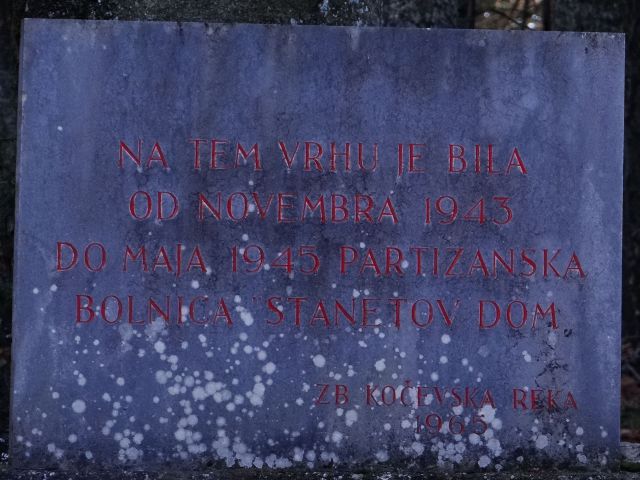 NA TEM VRHU JE BILA
OD NOVEMBRA 1943
DO MAJA 1945 PARTIZANSKA
BOLNICA "STANETOV DOM"
ZB KOČEVSKA REKA
1965